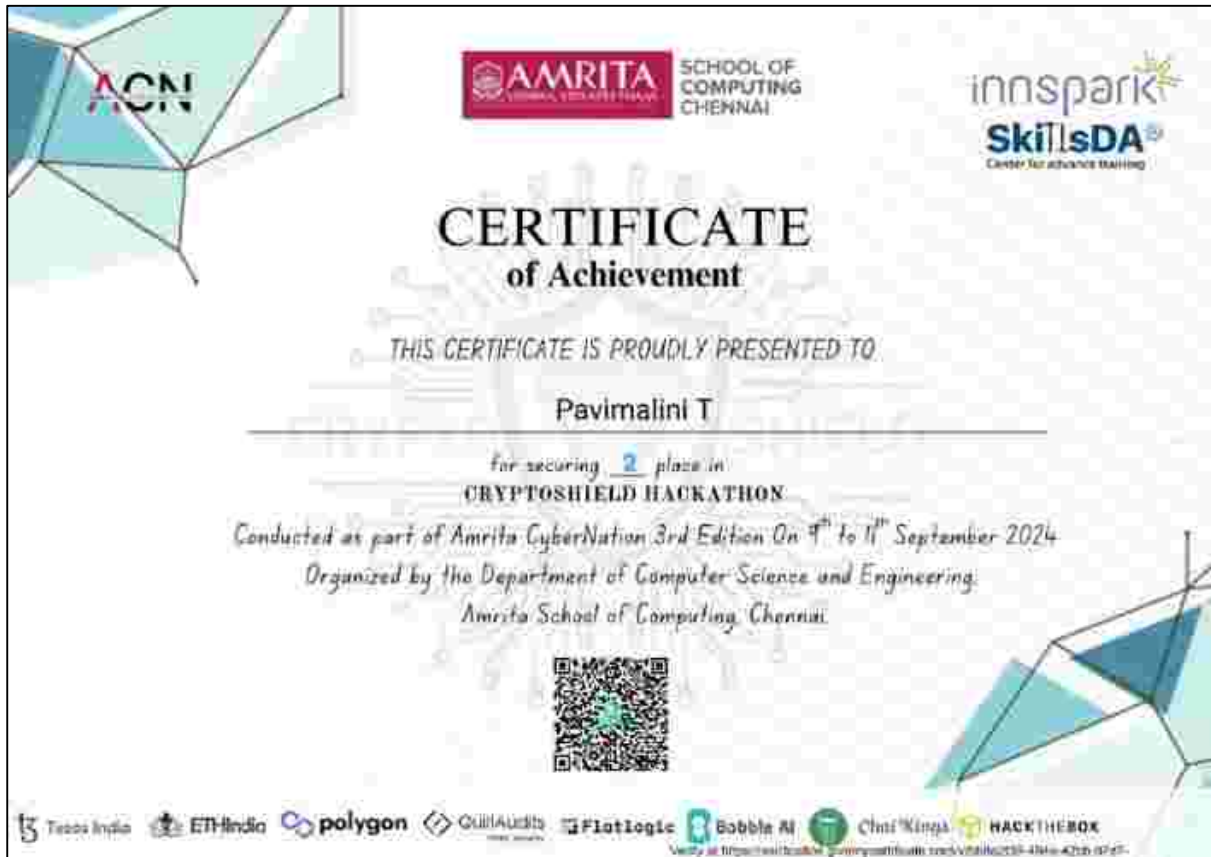 ACN
AMRITA
SCHOOL OF
COMPUTING
CHENNAI
innspark
SkillsDA®
Center for advance training
CERTIFICATE
of Achievement
THIS CERTIFICATE IS PROUDLY PRESENTED TO
Pavimalini T
for securing 2 place in
CRYPTOSHIELD HACKATHON
Conducted as part of Amrita CyberNation 3rd Edition On 9th to 11th September 2024
Organized by the Department of Computer Science and Engineering,
Amrita School of Computing, Chennai.
Tezos India ETHIndia polygon QuillAudits Flatlogic Bobble AI Chai Kings HACKTHEBOX
Verify at